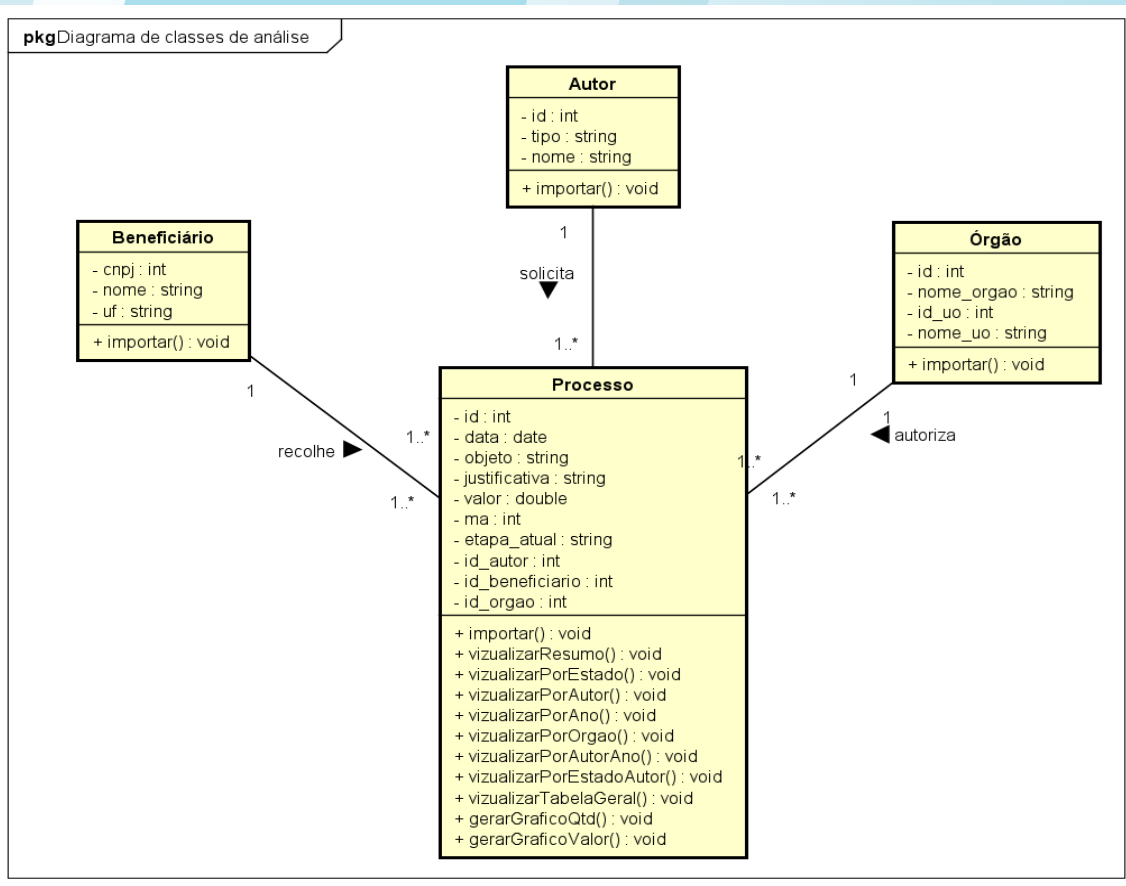 pkg Diagrama de classes de análise
Autor
- id : int
- tipo : string
- nome : string
+ importar() : void
Beneficiário
- cnpj : int
- nome : string
- uf : string
+ importar() : void
Órgão
- id : int
- nome_orgao : string
- id_uo : int
- nome_uo : string
+ importar() : void
1
solicita
1..*
1
recolhe
1..*
1..*
1
1
autoriza
1..*
1..*
Processo
- id : int
- data : date
- objeto : string
- justificativa : string
- valor : double
- ma : int
- etapa_atual : string
- id_autor : int
- id_beneficiario : int
- id_orgao : int
+ importar() : void
+ vizualizarResumo() : void
+ vizualizarPorEstado() : void
+ vizualizarPorAutor() : void
+ vizualizarPorAno() : void
+ vizualizarPorOrgao() : void
+ vizualizarPorAutorAno() : void
+ vizualizarPorEstadoAutor() : void
+ vizualizarTabelaGeral() : void
+ gerarGraficoQtd() : void
+ gerarGraficoValor() : void